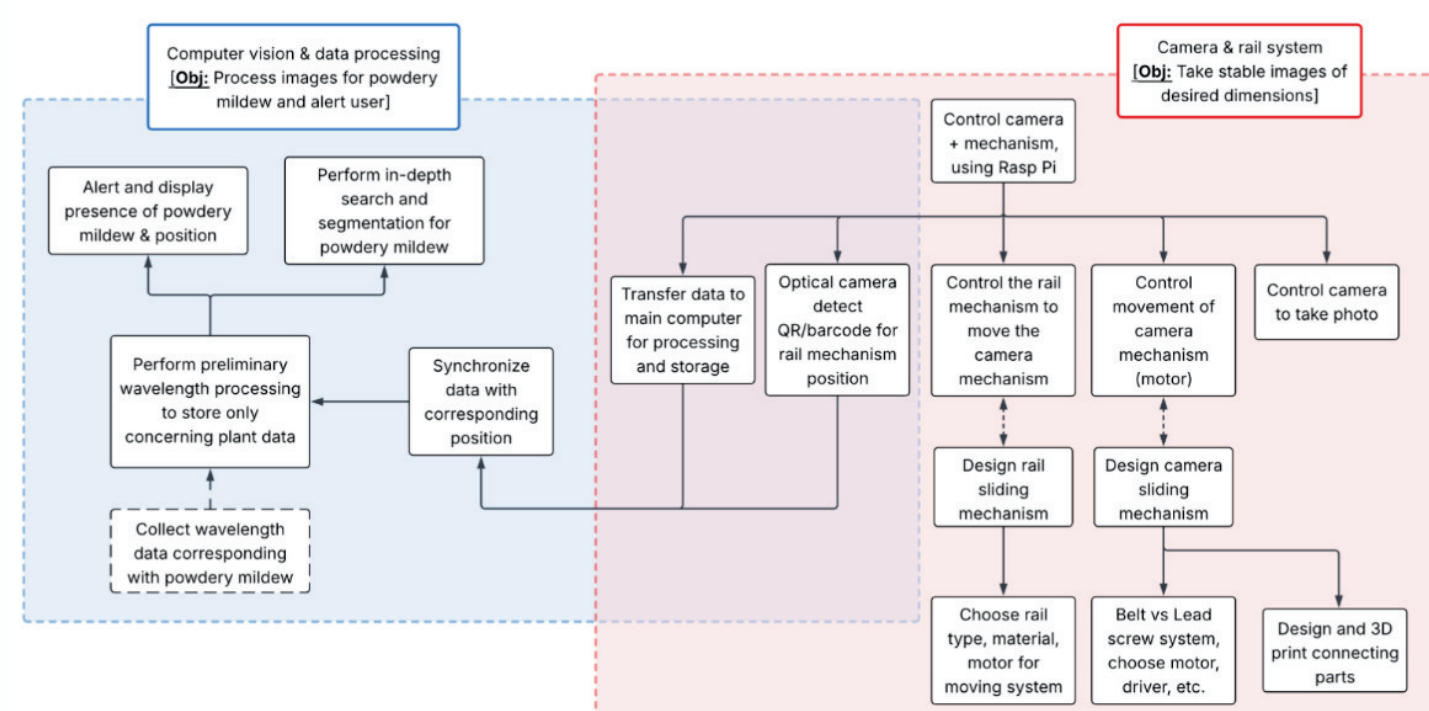 Computer vision & data processing
[Obj: Process images for powdery
mildew and alert user]
Camera & rail system
[Obj: Take stable images of
desired dimensions]
Control camera
+ mechanism,
using Rasp Pi
Alert and display
presence of powdery
mildew & position
Perform in-depth
search and
segmentation for
powdery mildew
Transfer data to
main computer
for processing
and storage
Optical camera
detect
QR/barcode for
rail mechanism
position
Control the rail
mechanism to
move the
camera
mechanism
Control
movement of
camera
mechanism
(motor)
Control camera
to take photo
Perform preliminary
wavelength processing
to store only
concerning plant data
Synchronize
data with
corresponding
position
Design rail
sliding
mechanism
Design camera
sliding
mechanism
Collect wavelength
data corresponding
with powdery mildew
Choose rail
type, material,
motor for
moving system
Belt vs Lead
screw system,
choose motor,
driver, etc.
Design and 3D
print connecting
parts